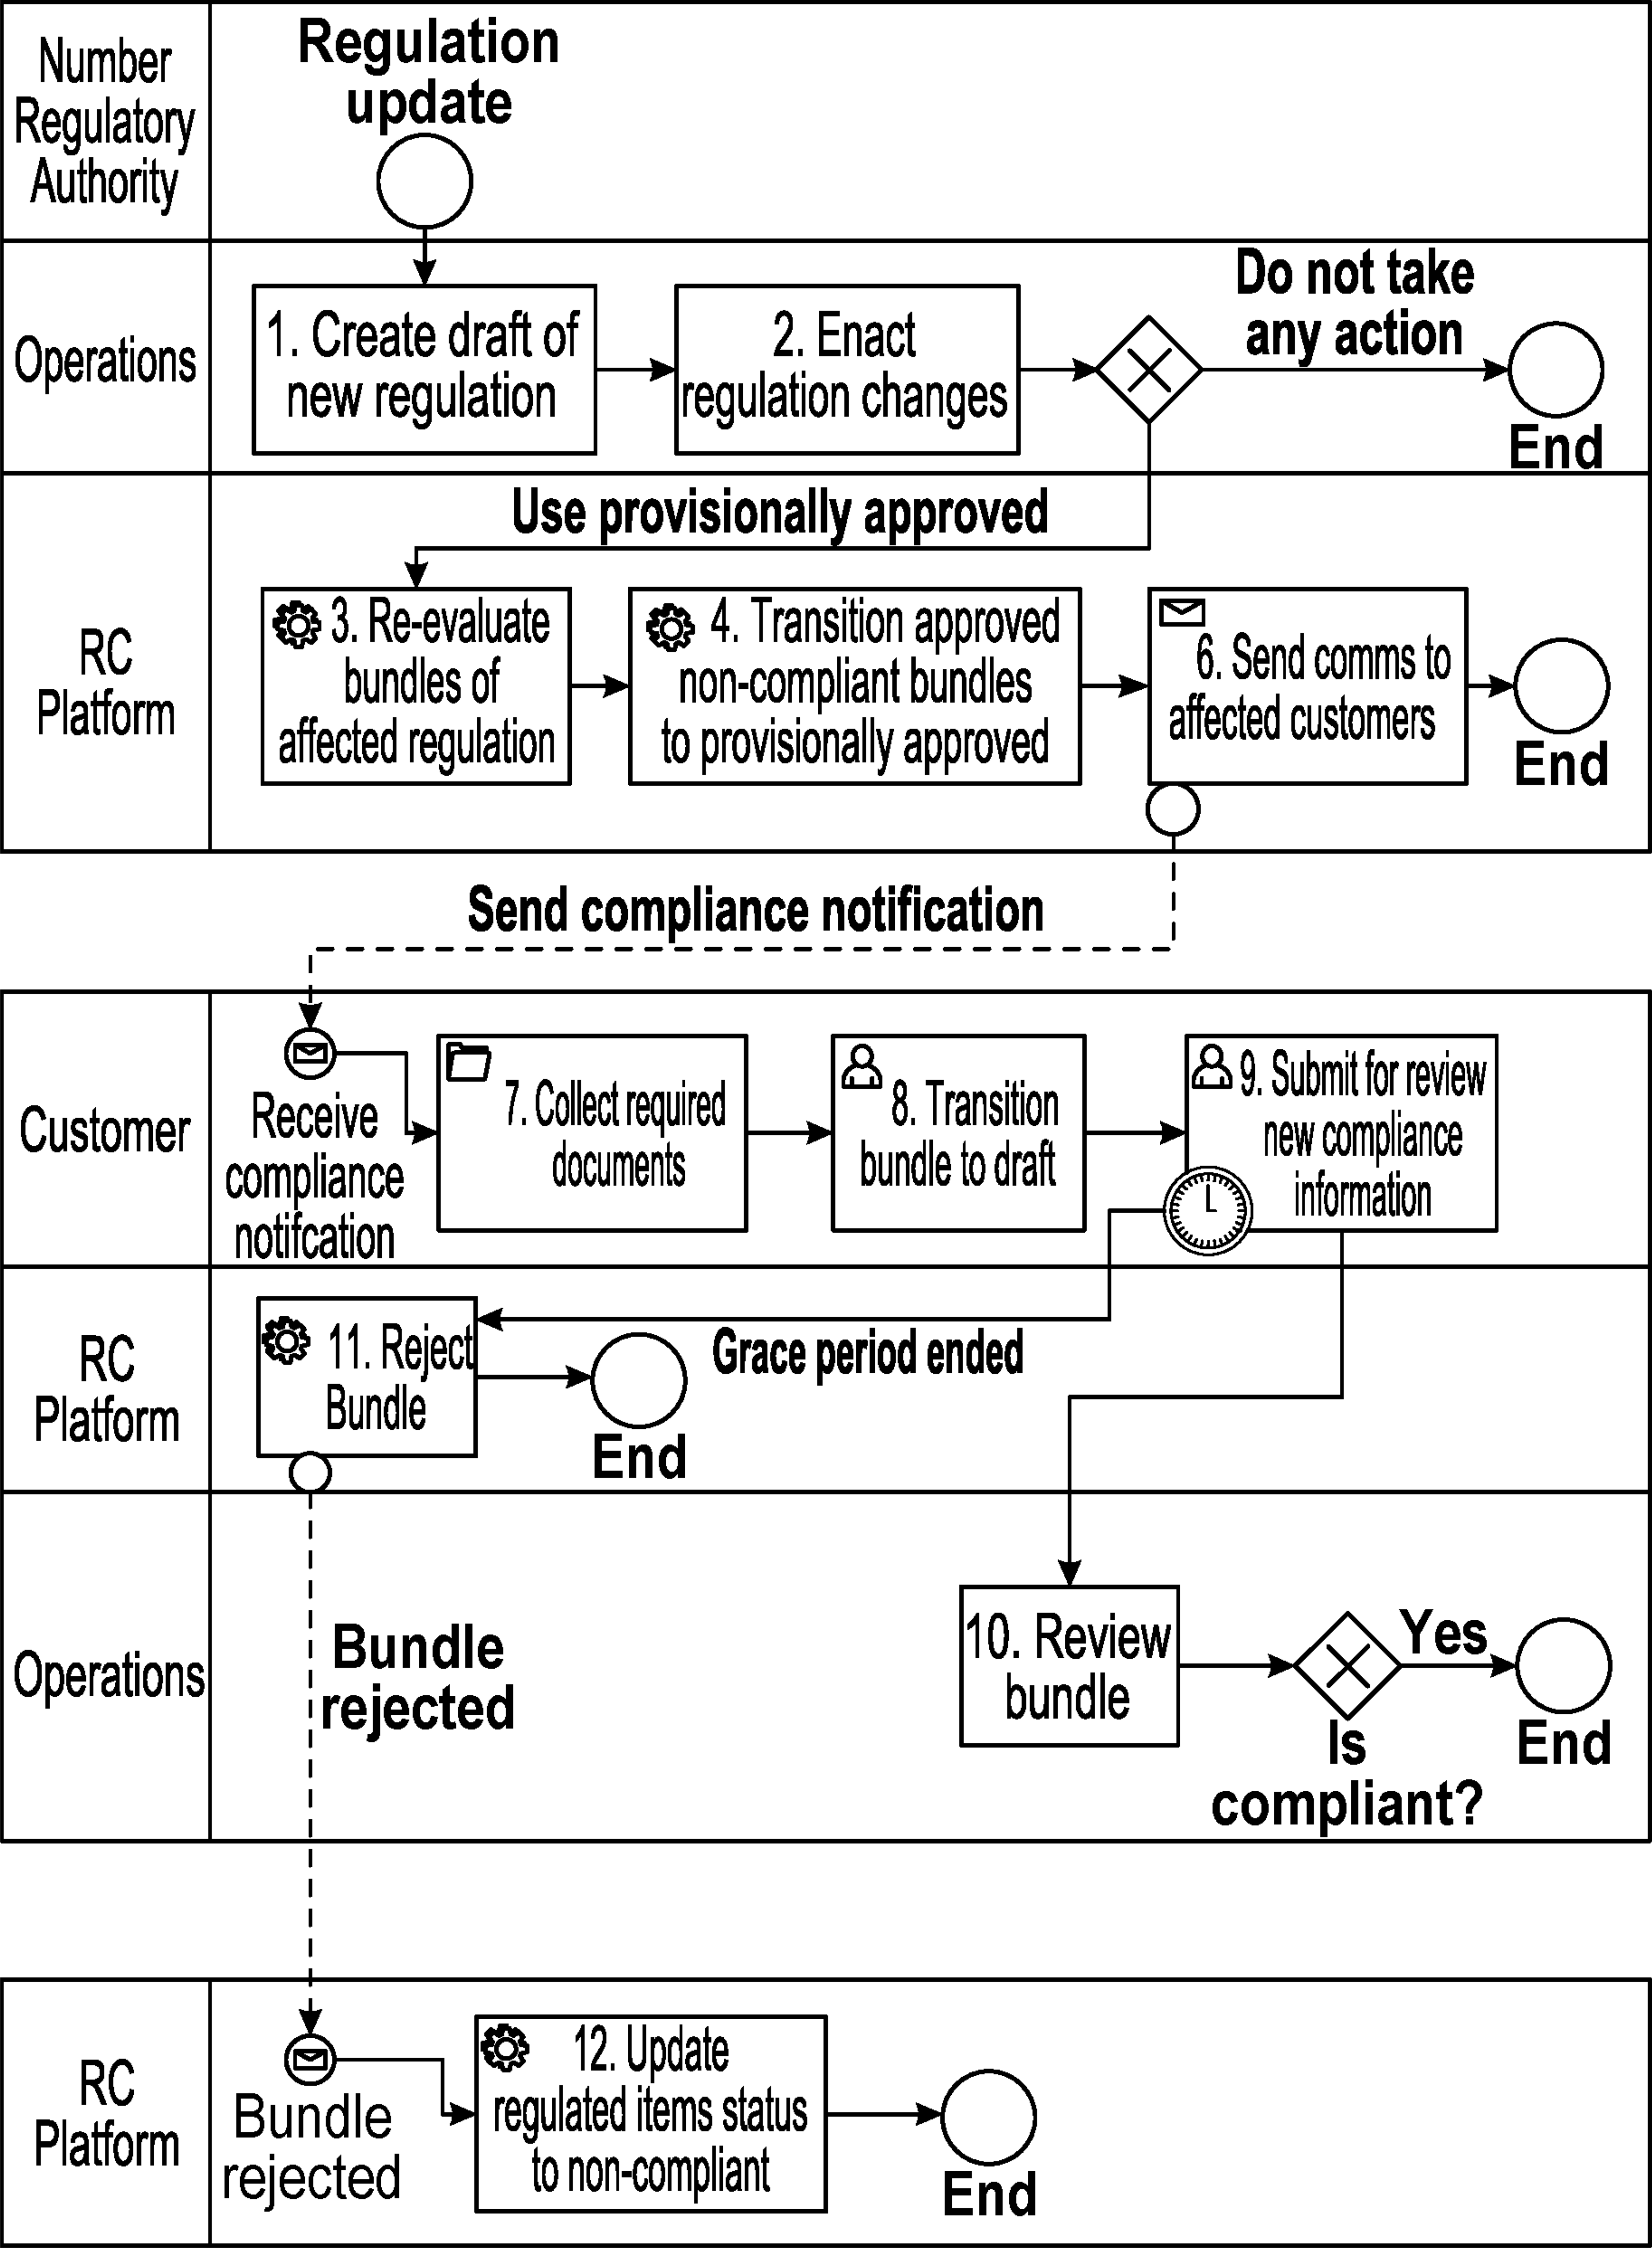 Number
Regulatory
Authority
Regulation
update
Operations
1. Create draft of
new regulation
2. Enact
regulation changes
Do not take
any action
End
Use provisionally approved
RC
Platform
3. Re-evaluate
bundles of
affected regulation
4. Transition approved
non-compliant bundles
to provisionally approved
6. Send comms to
affected customers
End
Send compliance notification
Customer
Receive
compliance
notifcation
7. Collect required
documents
8. Transition
bundle to draft
9. Submit for review
new compliance
information
RC
Platform
11. Reject
Bundle
End
Grace period ended
Operations
Bundle
rejected
10. Review
bundle
Is
compliant?
Yes
End
RC
Platform
Bundle
rejected
12. Update
regulated items status
to non-compliant
End